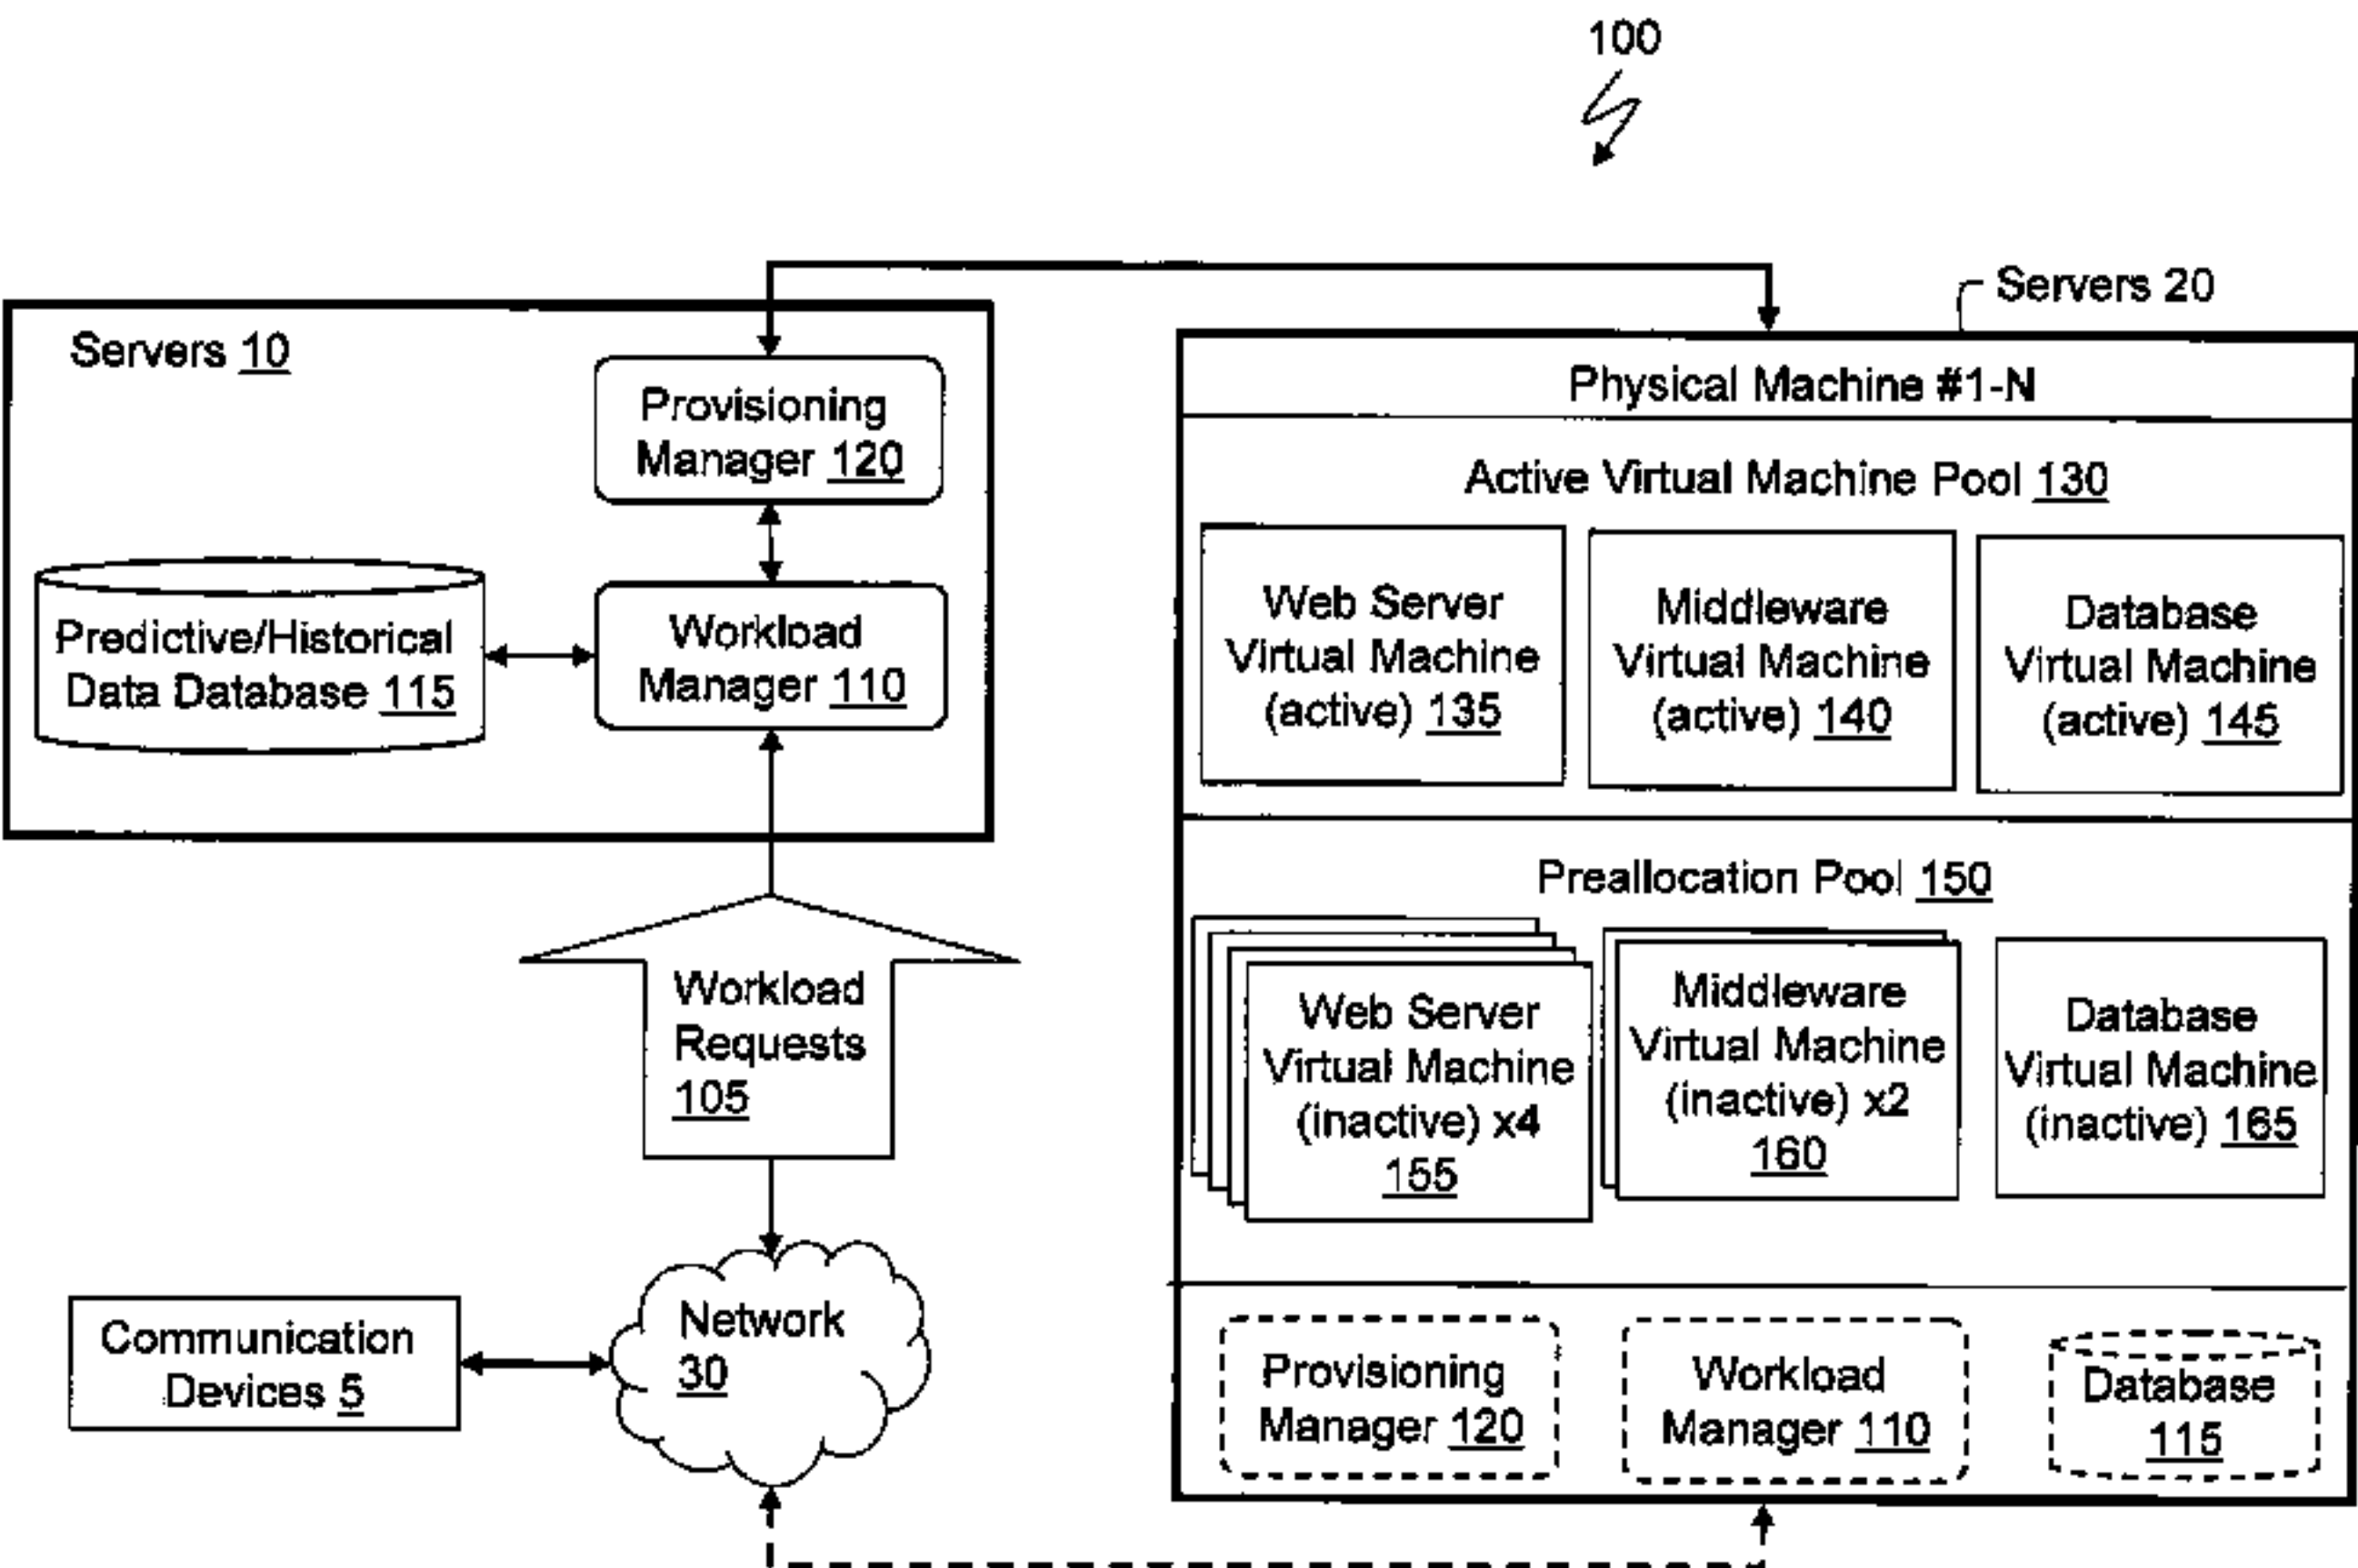 100
Servers 10
Provisioning
Manager 120
Predictive/Historical
Data Database 115
Workload
Manager 110
Workload
Requests
105
Communication
Devices 5
Network
30
Servers 20
Physical Machine #1-N
Active Virtual Machine Pool 130
Web Server
Virtual Machine
(active) 135
Middleware
Virtual Machine
(active) 140
Database
Virtual Machine
(active) 145
Preallocation Pool 150
Web Server
Virtual Machine
(inactive) x4
155
Middleware
Virtual Machine
(inactive) x2
160
Database
Virtual Machine
(inactive) 165
Provisioning
Manager 120
Workload
Manager 110
Database
115